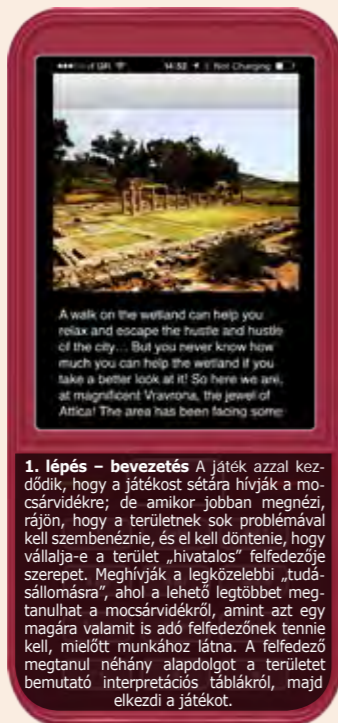 14:52
Not Charging
A walk on the wetland can help you
relax and escape the hustle and hustle
of the city... But you never know how
much you can help the wetland if you
take a better look at it! So here we are,
at magnificent Vravrona, the jewel of
Attica! The area has been facing some
1. lépés – bevezetés A játék azzal kez-
dődik, hogy a játékost sétára hívják a mo-
csárvidékre; de amikor jobban megnézi,
rájön, hogy a területnek sok problémával
kell szembenéznie, és el kell döntenie, hogy
vállalja-e a terület „hivatalos” felfedezője
szerepet. Meghívják a legközelebbi „tudá-
sállomásra”, ahol a lehető legtöbbet meg-
tanulhat a mocsárvidékről, amint azt egy
magára valamit is adó felfedezőnek tennie
kell, mielőtt munkához látna. A felfedező
megtanul néhány alapdolgot a területet
bemutató interpretációs táblákról, majd
elkezdi a játékot.